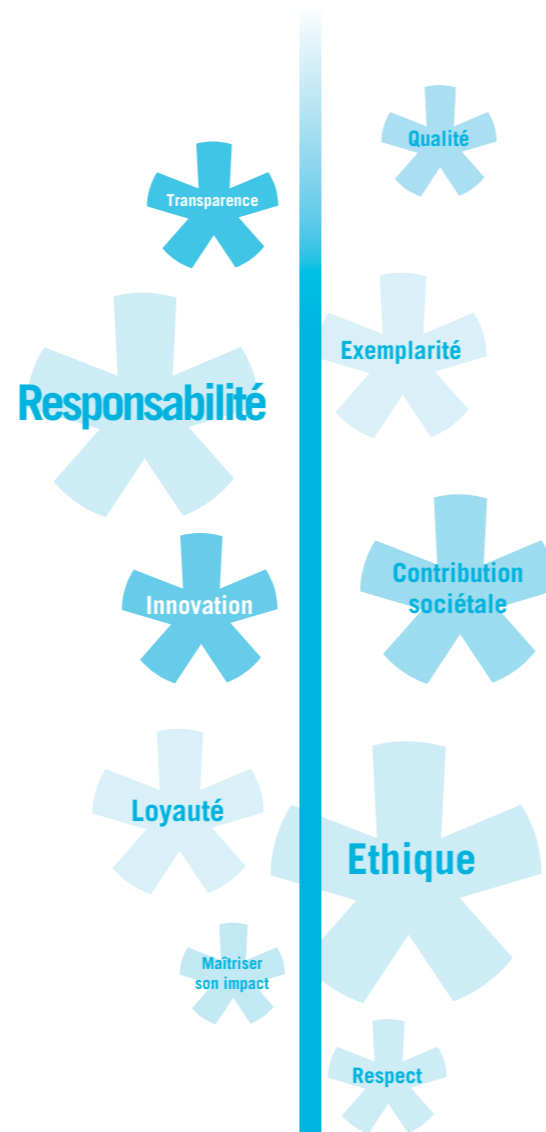 Qualité
Transparence
Exemplarité
Responsabilité
Contribution
sociétale
Innovation
Loyauté
Ethique
Maîtriser
son impact
Respect